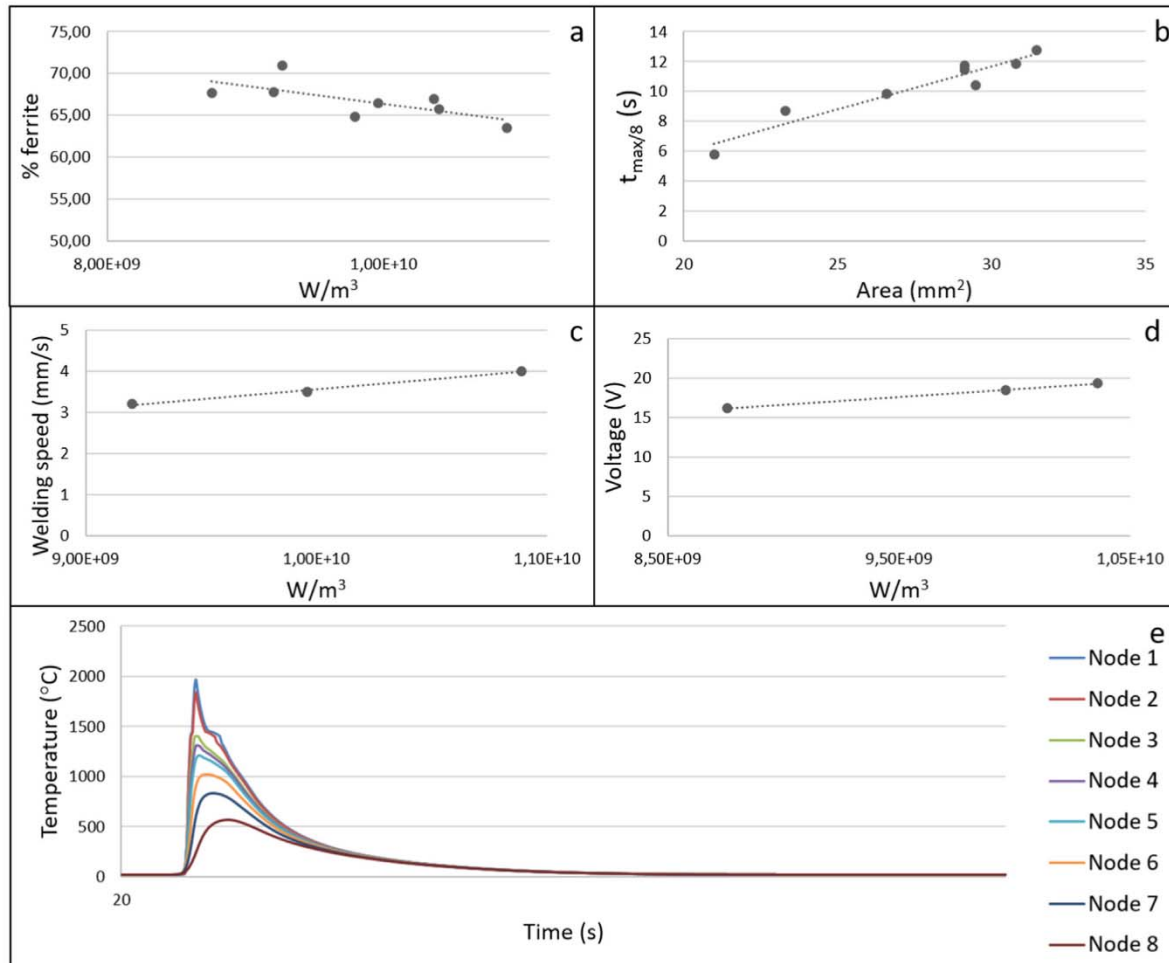 a
75,00
70,00
65,00
60,00
55,00
50,00
% ferrite
8,00E+09
1,00E+10
W/m³
b
14
12
10
8
6
4
2
0
tmax/8 (s)
20
25
30
35
Area (mm²)
c
5
4
3
2
1
0
Welding speed (mm/s)
9,00E+09
1,00E+10
1,10E+10
W/m³
d
25
20
15
10
5
0
Voltage (V)
8,50E+09
9,50E+09
1,05E+10
W/m³
e
2500
2000
1500
1000
500
0
Temperature (°C)
20
Time (s)
Node 1
Node 2
Node 3
Node 4
Node 5
Node 6
Node 7
Node 8